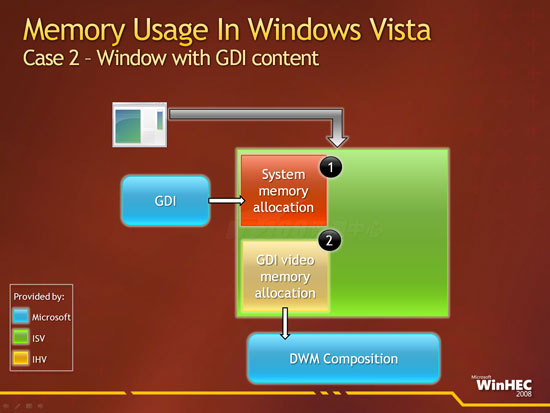 Memory Usage In Windows Vista
Case 2 – Window with GDI content
1
System
memory
allocation
GDI
2
GDI video
memory
allocation
DWM Composition
Provided by:
Microsoft
ISV
IHV
Microsoft
WinHEC
2008